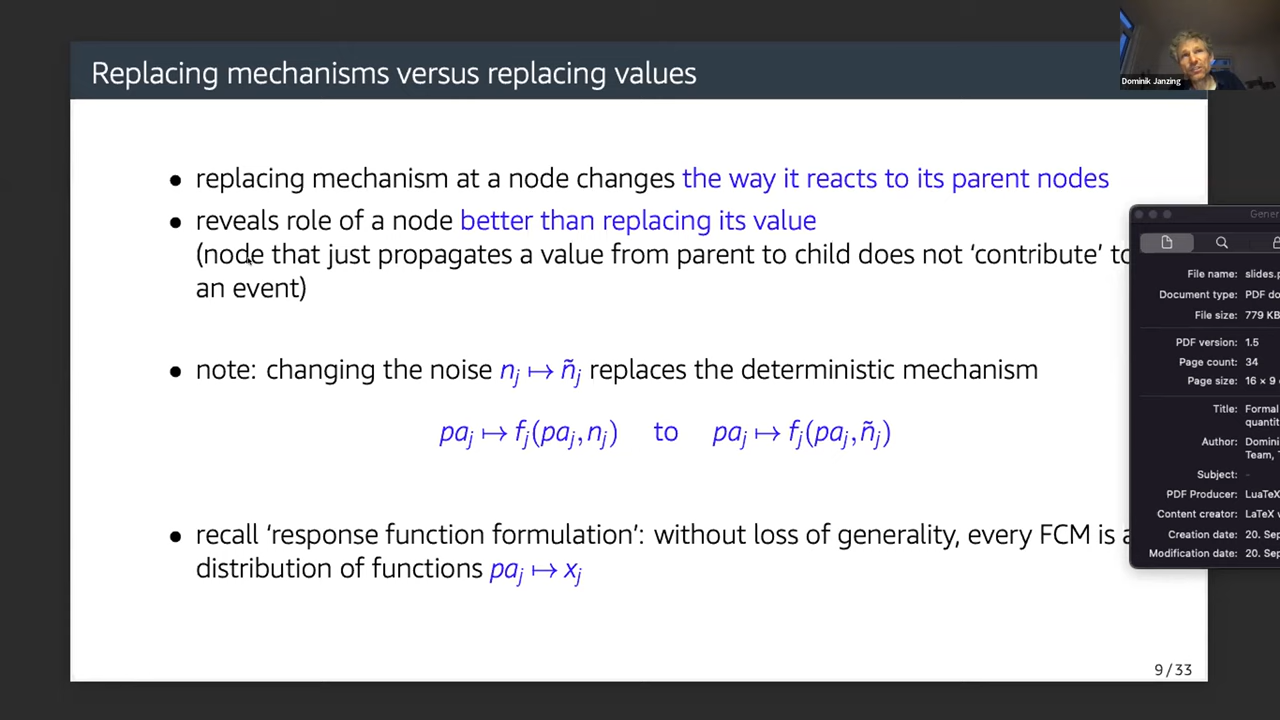 Replacing mechanisms versus replacing values
Dominik Janzing
● replacing mechanism at a node changes the way it reacts to its parent nodes
● reveals role of a node better than replacing its value
(node that just propagates a value from parent to child does not ‘contribute’ to
an event)
● note: changing the noise nⱼ ↦ ñⱼ replaces the deterministic mechanism
paⱼ ↦ fⱼ(paⱼ, nⱼ) to paⱼ ↦ fⱼ(paⱼ, ñⱼ)
● recall ‘response function formulation’: without loss of generality, every FCM is a
distribution of functions paⱼ ↦ xⱼ
9 / 33
File name: slides.p
Document type: PDF do
File size: 779 KB
PDF version: 1.5
Page count: 34
Page size: 16 × 9
Title: Formal
quantit
Author: Domini
Team, T
Subject: -
PDF Producer: LuaTeX
Content creator: LaTeX
Creation date: 20. Sep
Modification date: 20. Sep